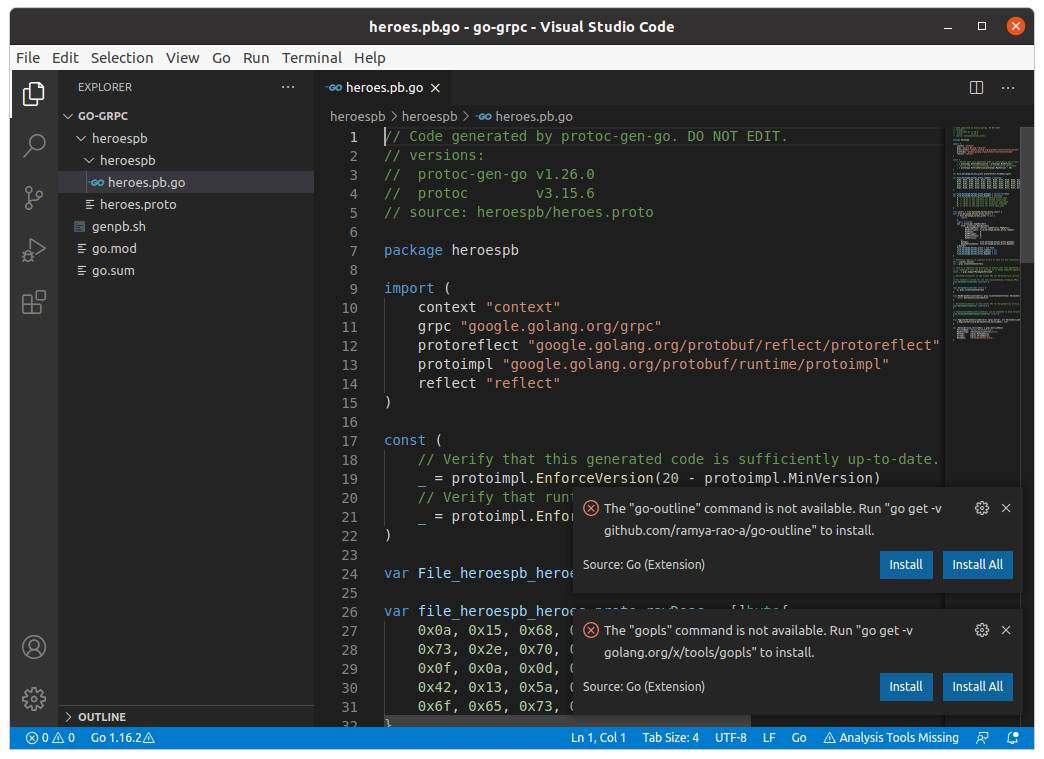 heroes.pb.go - go-grpc - Visual Studio Code
File Edit Selection View Go Run Terminal Help
EXPLORER
GO-GRPC
heroespb
heroespb
heroes.pb.go
heroes.proto
genpb.sh
go.mod
go.sum
OUTLINE
heroes.pb.go
heroespb > heroespb > heroes.pb.go
1 // Code generated by protoc-gen-go. DO NOT EDIT.
2 // versions:
3 //  protoc-gen-go v1.26.0
4 //  protoc        v3.15.6
5 // source: heroespb/heroes.proto
6
7 package heroespb
8
9 import (
10     context "context"
11     grpc "google.golang.org/grpc"
12     protoreflect "google.golang.org/protobuf/reflect/protoreflect"
13     protoimpl "google.golang.org/protobuf/runtime/protoimpl"
14     reflect "reflect"
15 )
16
17 const (
18     // Verify that this generated code is sufficiently up-to-date.
19     _ = protoimpl.EnforceVersion(20 - protoimpl.MinVersion)
20     // Verify that runt
21     _ = protoimpl.Enfor
22 )
23
24 var File_heroespb_heroe
25
26 var file_heroespb_heroes
27     0x0a, 0x15, 0x68,
28     0x73, 0x2e, 0x70,
29     0x0f, 0x0a, 0x0d,
30     0x42, 0x13, 0x5a,
31     0x6f, 0x65, 0x73,
32 }
The "go-outline" command is not available. Run "go get -v
github.com/ramya-rao-a/go-outline" to install.
Source: Go (Extension)
Install Install All
The "gopls" command is not available. Run "go get -v
golang.org/x/tools/gopls" to install.
Source: Go (Extension)
Install Install All
0 0 Go 1.16.2 Ln 1, Col 1 Tab Size: 4 UTF-8 LF Go Analysis Tools Missing